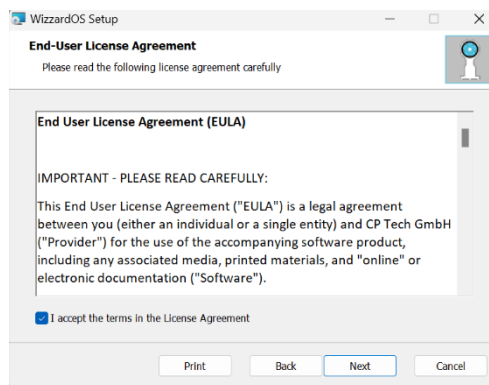 WizzardOS Setup
End-User License Agreement
Please read the following license agreement carefully
End User License Agreement (EULA)
IMPORTANT - PLEASE READ CAREFULLY:
This End User License Agreement ("EULA") is a legal agreement
between you (either an individual or a single entity) and CP Tech GmbH
("Provider") for the use of the accompanying software product,
including any associated media, printed materials, and "online" or
electronic documentation ("Software").
I accept the terms in the License Agreement
Print Back Next Cancel